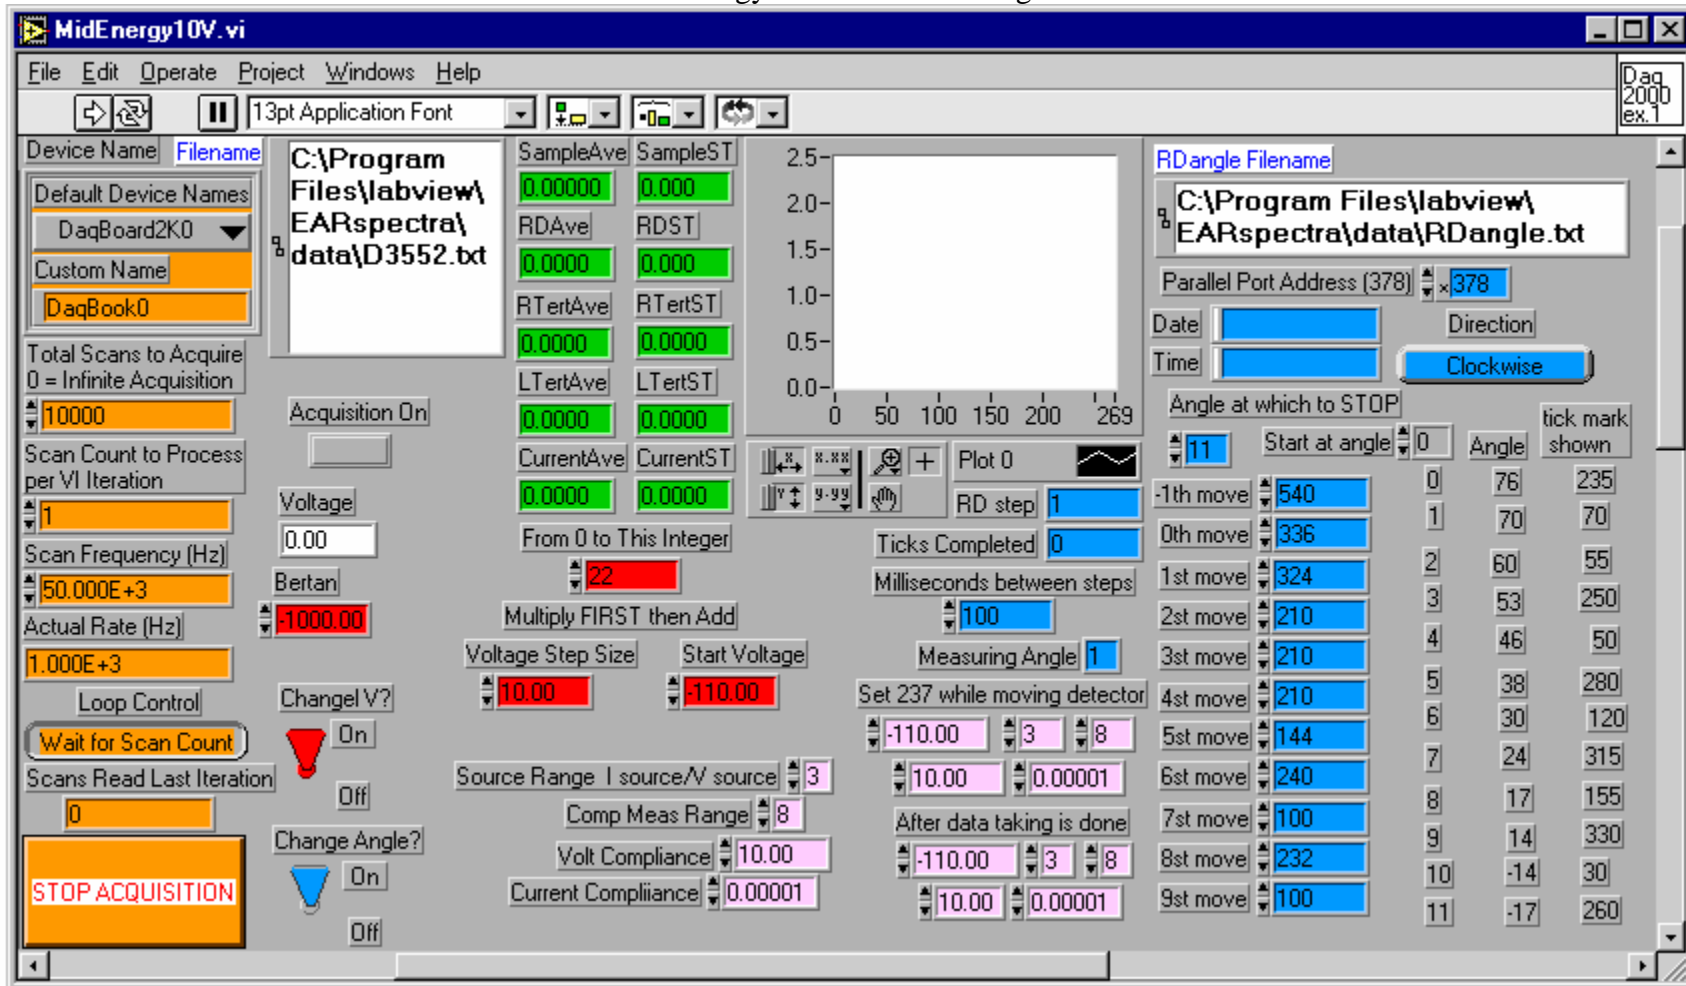 MidEnergy10V.vi
File Edit Operate Project Windows Help
13pt Application Font
Daq
2000
ex.1
Device Name Filename
Default Device Names
DaqBoard2K0
Custom Name
DaqBook0
Total Scans to Acquire
0 = Infinite Acquisition
10000
Scan Count to Process
per VI Iteration
1
Scan Frequency (Hz)
50.000E+3
Actual Rate (Hz)
1.000E+3
Loop Control
Wait for Scan Count
Scans Read Last Iteration
0
STOP ACQUISITION
C:\Program
Files\labview\
EARspectra\
data\D3552.txt
Acquisition On
Voltage
0.00
Bertan
-1000.00
Changel V?
On
Off
Change Angle?
On
Off
SampleAve SampleST
0.00000 0.000
RDAve RDST
0.0000 0.000
RTertAve RTertST
0.0000 0.0000
LTertAve LTertST
0.0000 0.0000
CurrentAve CurrentST
0.0000 0.0000
From 0 to This Integer
22
Multiply FIRST then Add
Voltage Step Size Start Voltage
10.00 -110.00
Source Range I source/V source 3
Comp Meas Range 8
Volt Compliance 10.00
Current Compliiance 0.00001
2.5
2.0
1.5
1.0
0.5
0.0
0 50 100 150 200 269
X X.XX
Y Y.YY
Plot 0
RD step 1
Ticks Completed 0
Milliseconds between steps
100
Measuring Angle 1
Set 237 while moving detector
-110.00 3 8
10.00 0.00001
After data taking is done
-110.00 3 8
10.00 0.00001
RDangle Filename
C:\Program Files\labview\
EARspectra\data\RDangle.txt
Parallel Port Address (378) x378
Date Direction
Time Clockwise
Angle at which to STOP
11 Start at angle 0
Angle
tick mark
shown
-1th move 540 0 76 235
0th move 336 1 70 70
1st move 324 2 60 55
2st move 210 3 53 250
3st move 210 4 46 50
4st move 210 5 38 280
5st move 144 6 30 120
6st move 240 7 24 315
7st move 100 8 17 155
8st move 232 9 14 330
9st move 100 10 -14 30
11 -17 260